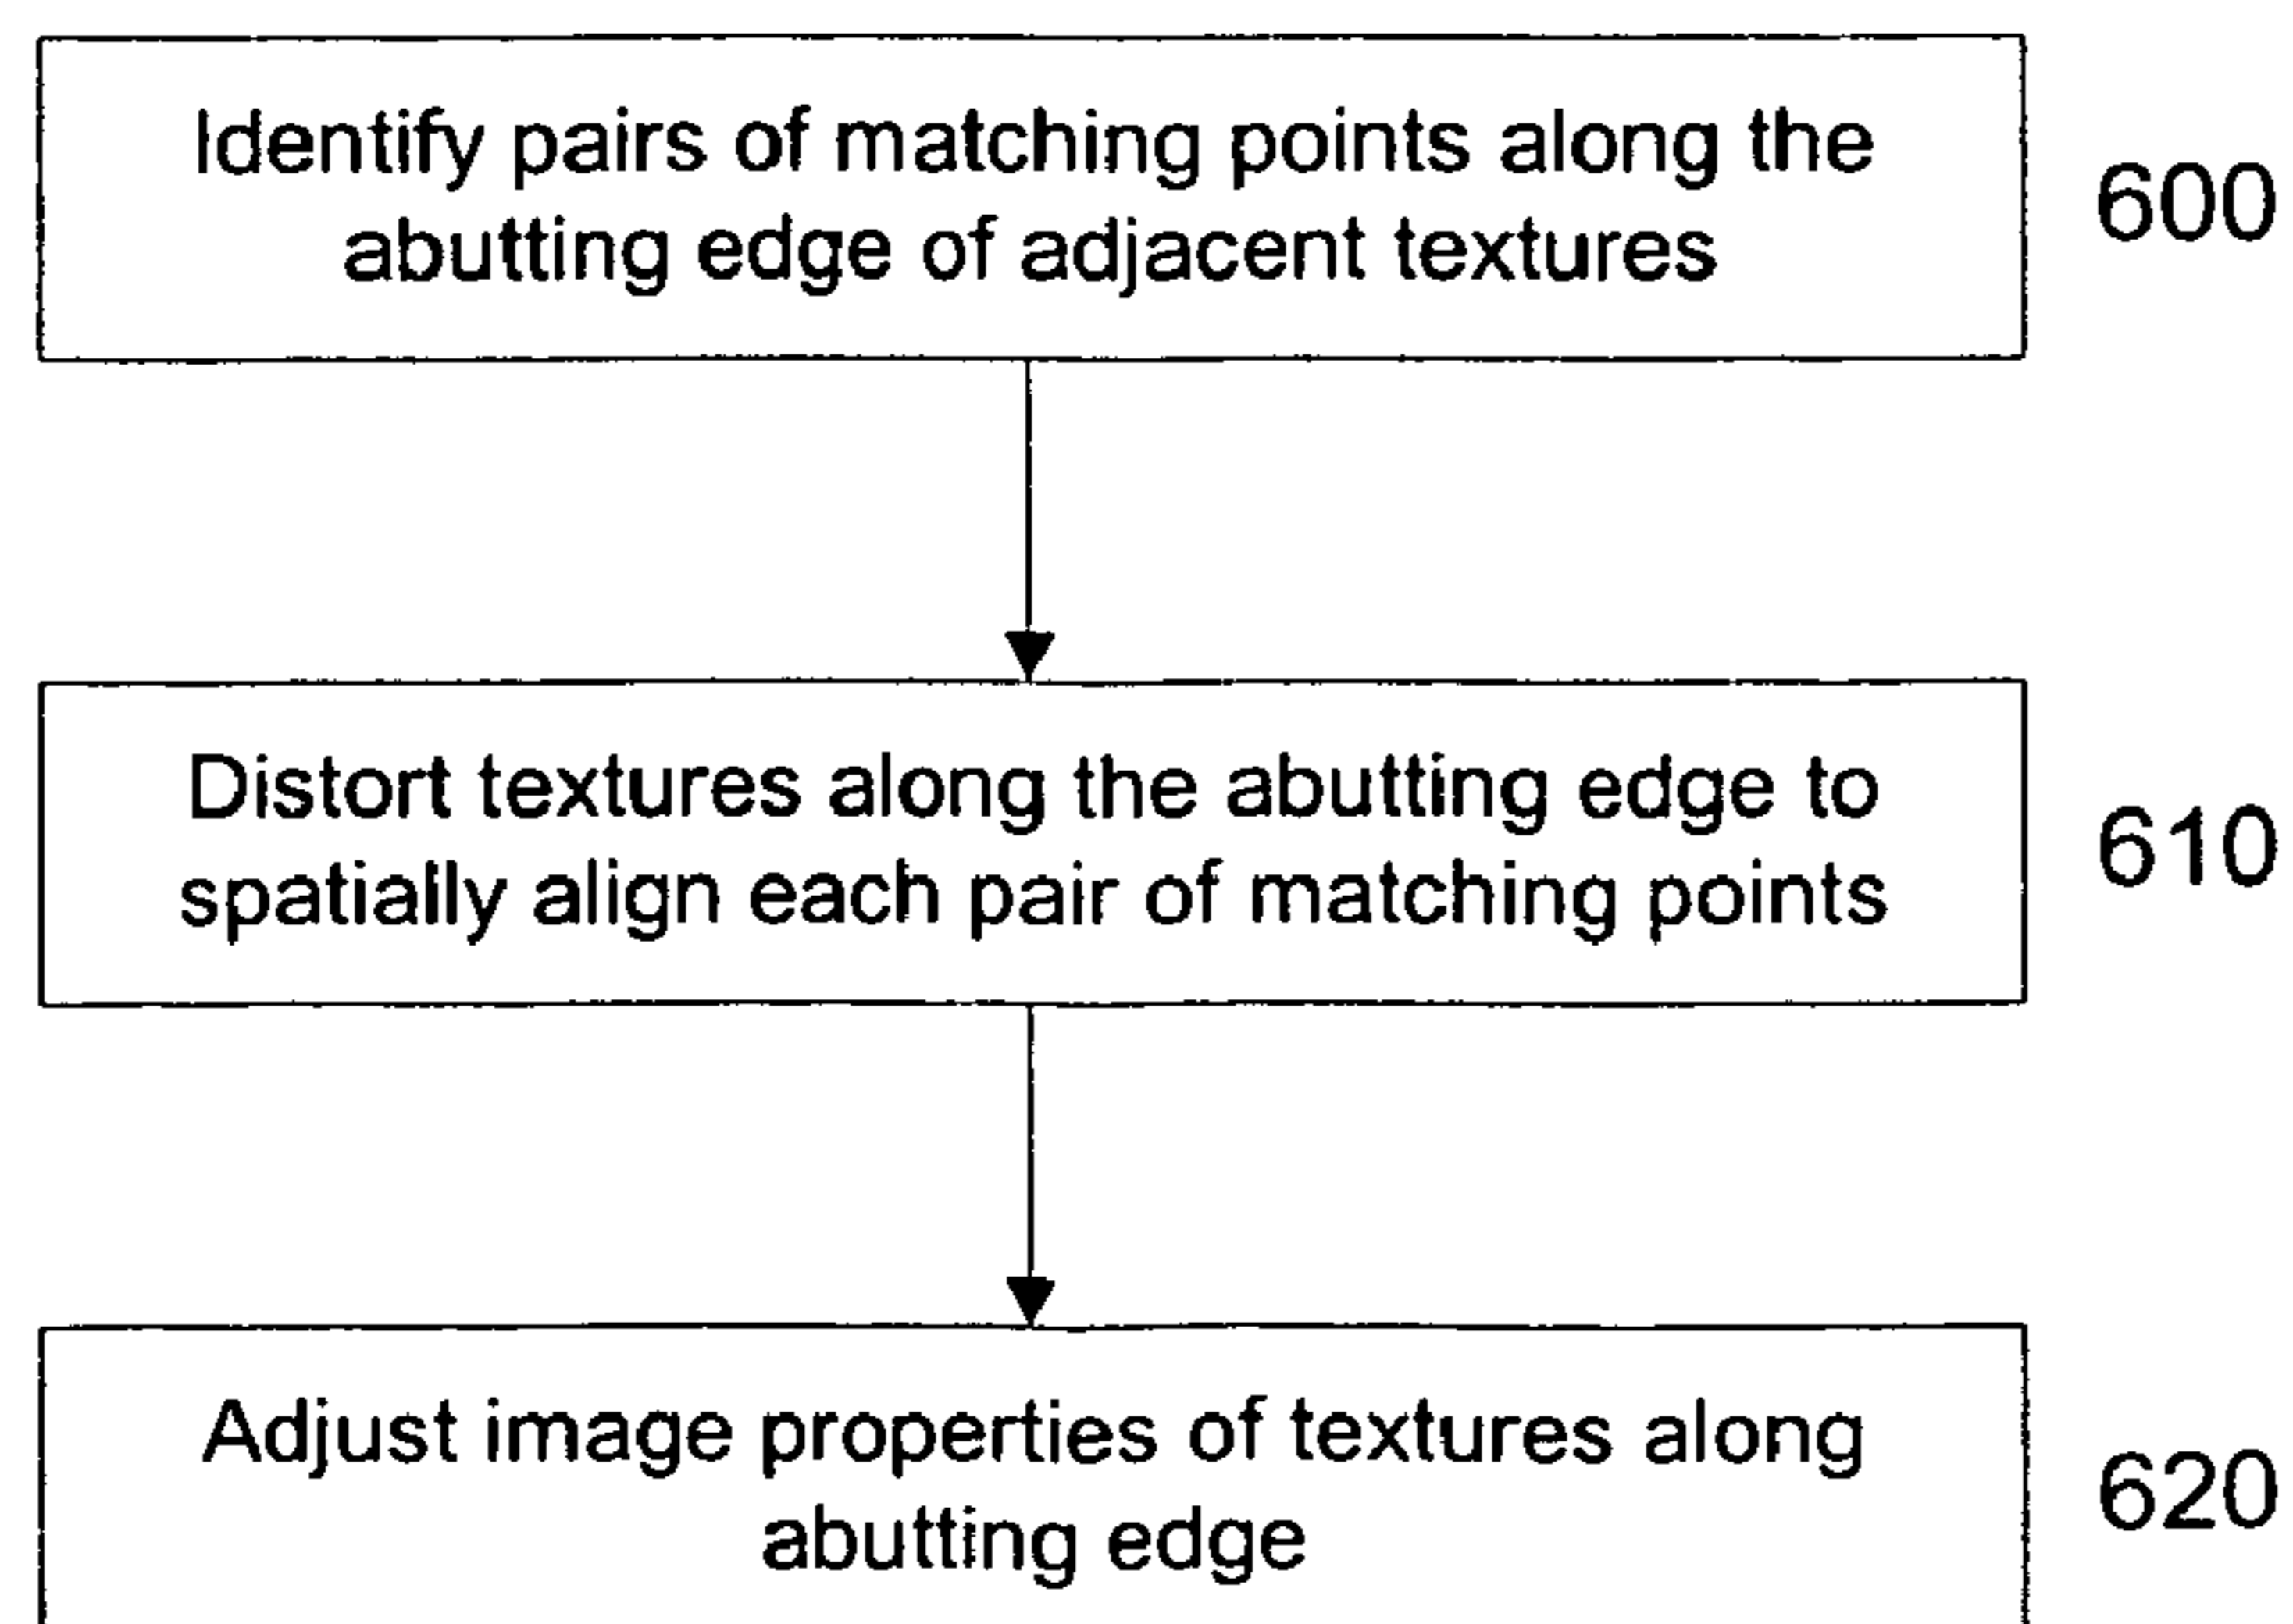 Identify pairs of matching points along the
abutting edge of adjacent textures
600
Distort textures along the abutting edge to
spatially align each pair of matching points
610
Adjust image properties of textures along
abutting edge
620